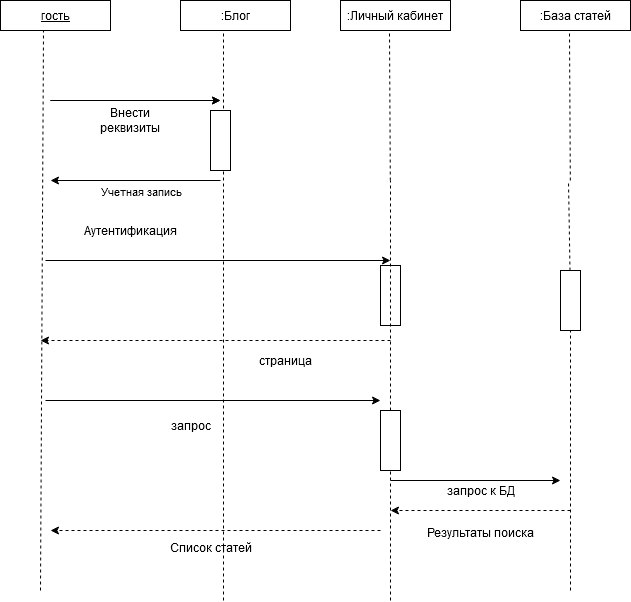 гость
:Блог
:Личный кабинет
:База статей
Внести
реквизиты
Учетная запись
Аутентификация
страница
запрос
запрос к БД
Результаты поиска
Список статей